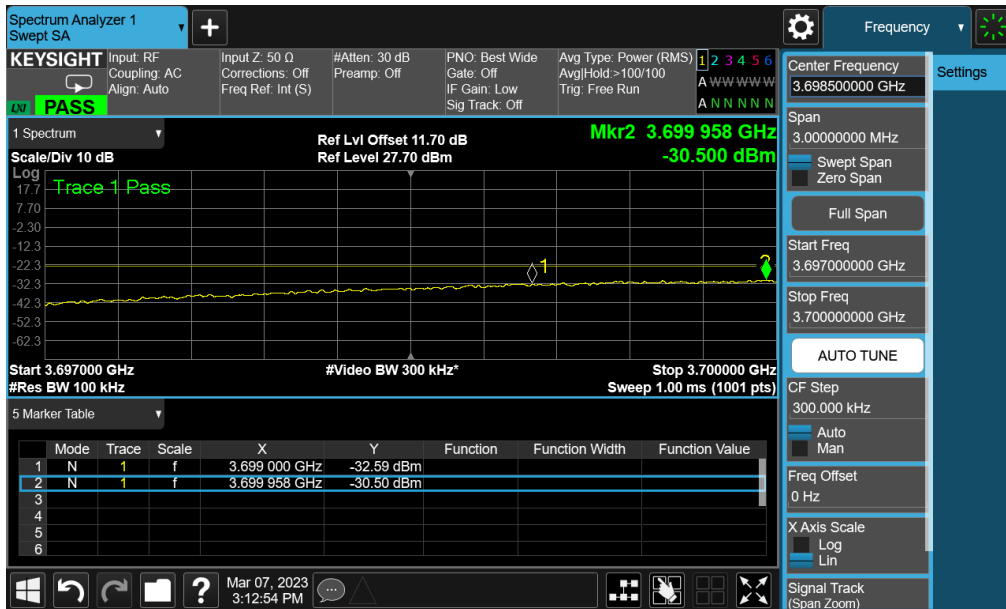 Spectrum Analyzer 1
Swept SA
+
Frequency
KEYSIGHT
LXI
PASS
Input: RF
Coupling: AC
Align: Auto
Input Z: 50 Ω
Corrections: Off
Freq Ref: Int (S)
#Atten: 30 dB
Preamp: Off
PNO: Best Wide
Gate: Off
IF Gain: Low
Sig Track: Off
Avg Type: Power (RMS)
Avg|Hold:>100/100
Trig: Free Run
1 2 3 4 5 6
A W W W W W
A N N N N N
1 Spectrum
Scale/Div 10 dB
Ref Lvl Offset 11.70 dB
Ref Level 27.70 dBm
Mkr2 3.699 958 GHz
-30.500 dBm
Log
Trace 1 Pass
17.7
7.70
-2.30
-12.3
-22.3
-32.3
-42.3
-52.3
-62.3
1
2
Start 3.697000 GHz
#Video BW 300 kHz*
Stop 3.700000 GHz
#Res BW 100 kHz
Sweep 1.00 ms (1001 pts)
5 Marker Table
Mode Trace Scale X Y Function Function Width Function Value
1 N 1 f 3.699 000 GHz -32.59 dBm
2 N 1 f 3.699 958 GHz -30.50 dBm
3
4
5
6
? Mar 07, 2023
3:12:54 PM
Settings
Center Frequency
3.698500000 GHz
Span
3.00000000 MHz
Swept Span
Zero Span
Full Span
Start Freq
3.697000000 GHz
Stop Freq
3.700000000 GHz
AUTO TUNE
CF Step
300.000 kHz
Auto
Man
Freq Offset
0 Hz
X Axis Scale
Log
Lin
Signal Track
(Span Zoom)